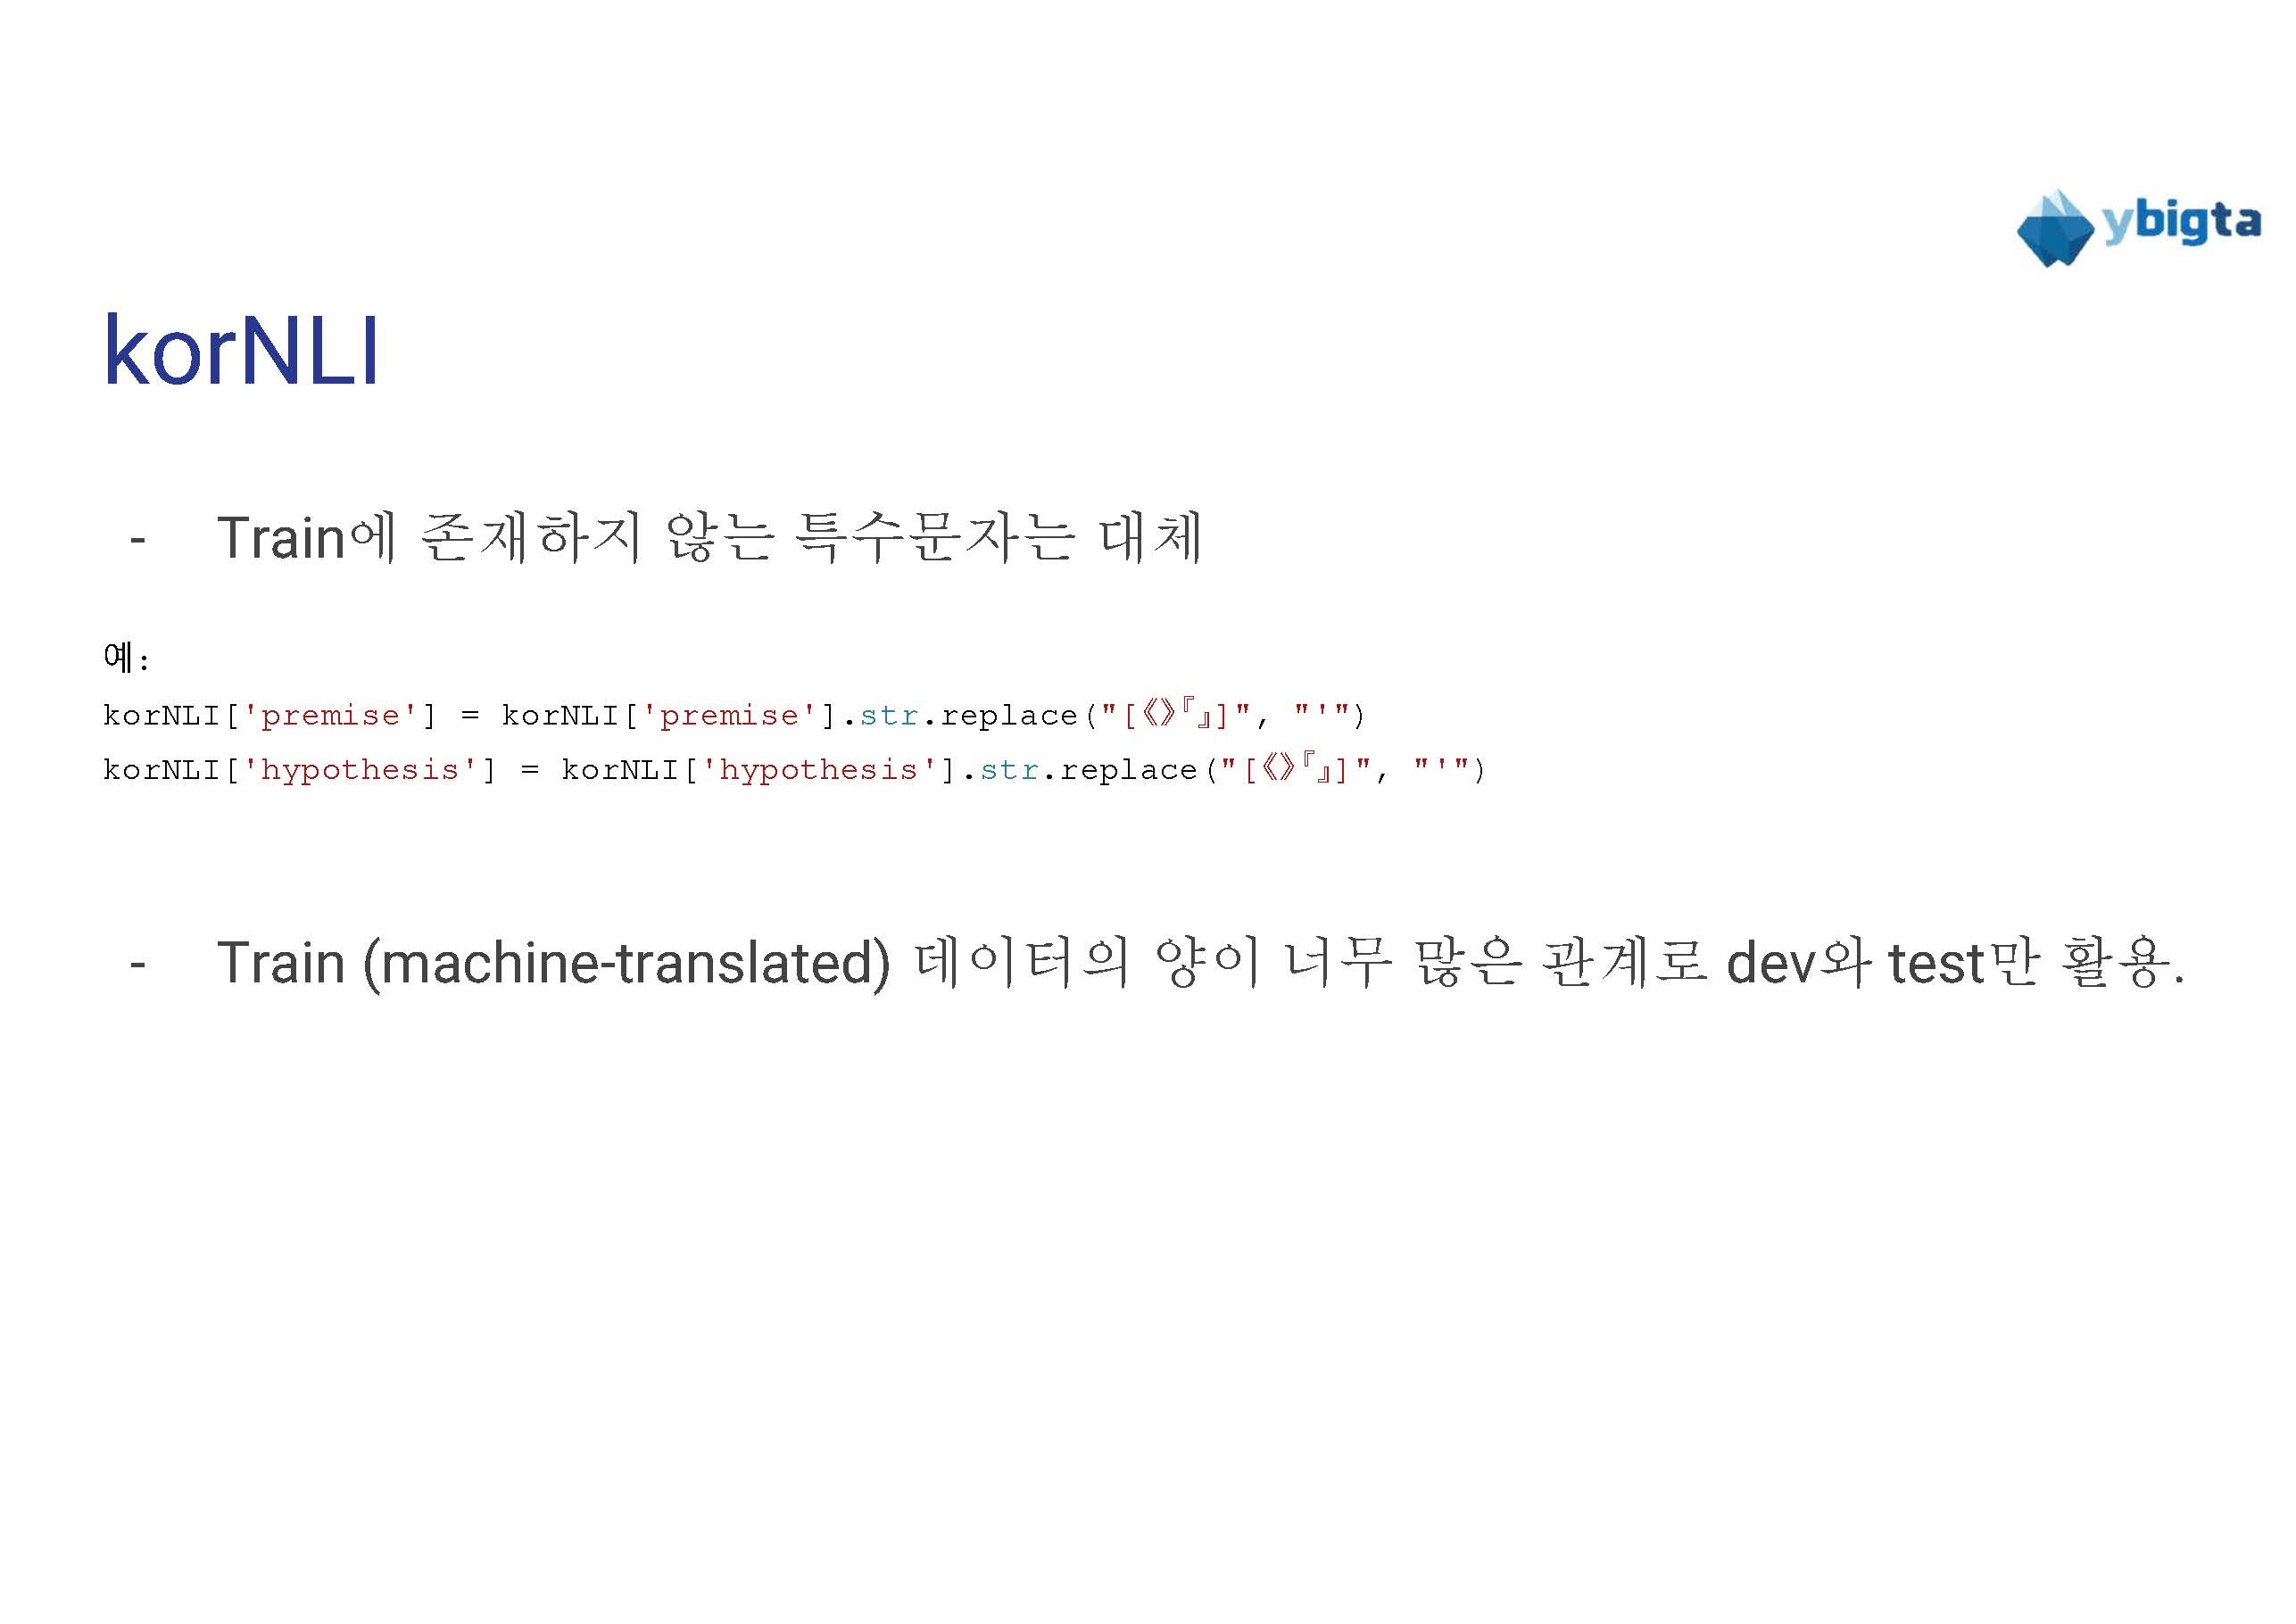 ybigta
korNLI
- Train에 존재하지 않는 특수문자는 대체
예:
korNLI['premise'] = korNLI['premise'].str.replace("[《》『』]", "'")
korNLI['hypothesis'] = korNLI['hypothesis'].str.replace("[《》『』]", "'")
- Train (machine-translated) 데이터의 양이 너무 많은 관계로 dev와 test만 활용.